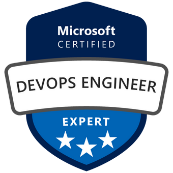 Microsoft
CERTIFIED
DEVOPS ENGINEER
EXPERT